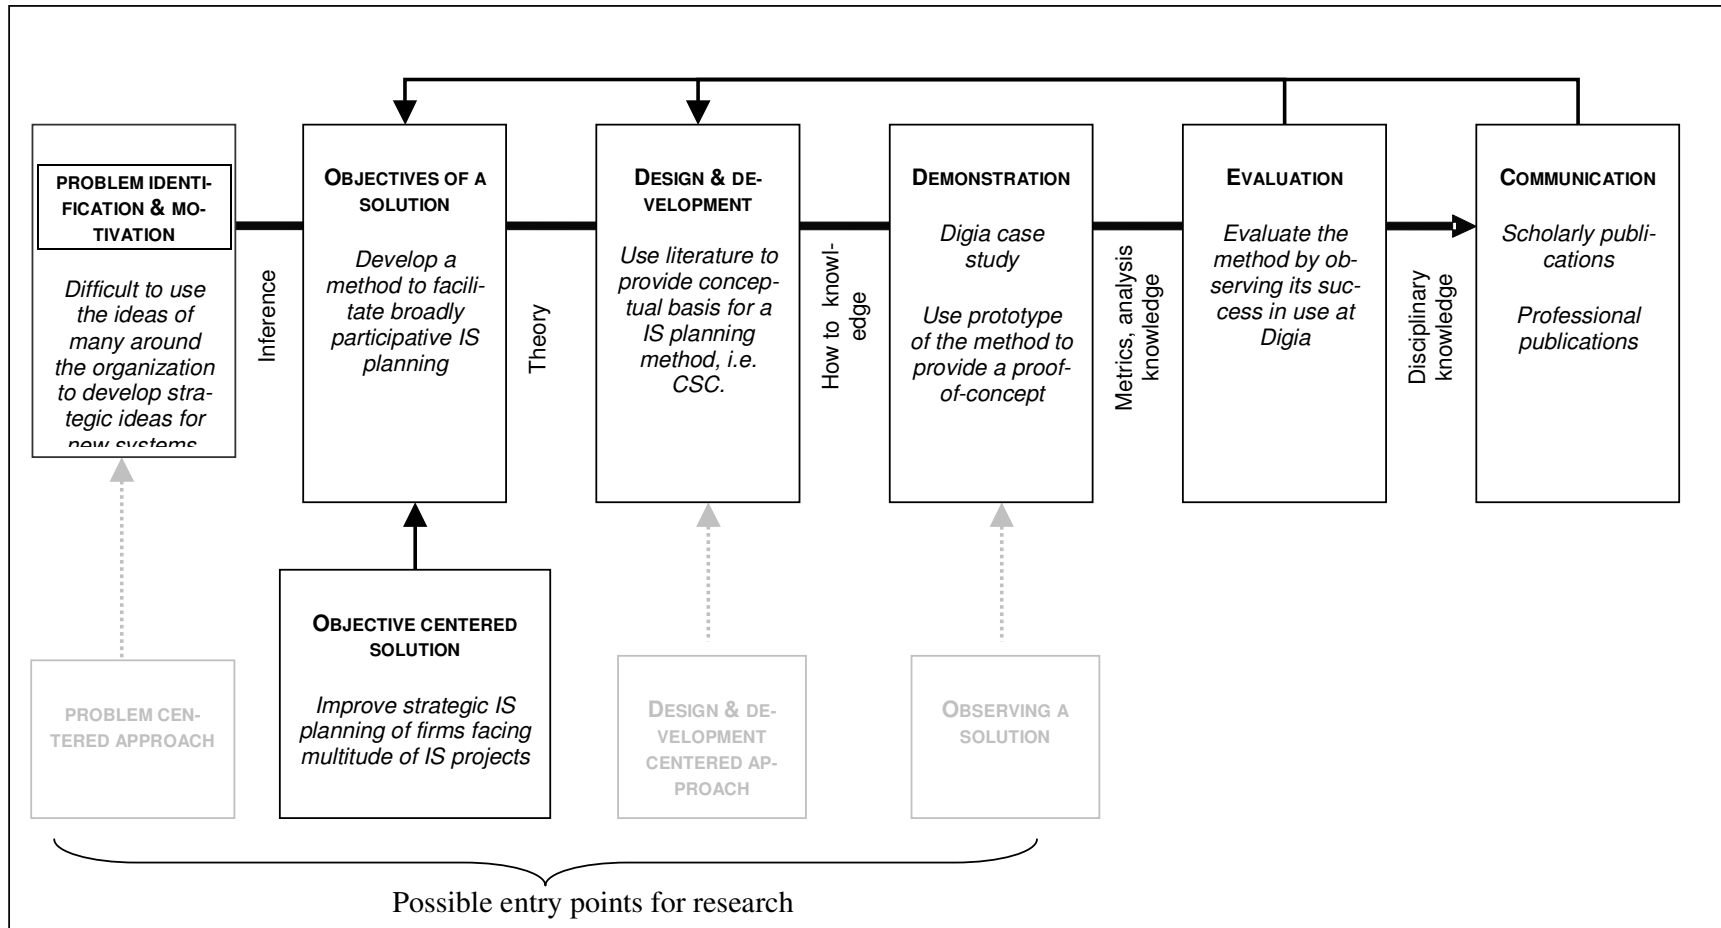 PROBLEM IDENTI-
FICATION & MO-
TIVATION
Difficult to use
the ideas of
many around
the organization
to develop stra-
tegic ideas for
new systems.
Inference
OBJECTIVES OF A
SOLUTION
Develop a
method to facili-
tate broadly
participative IS
planning
Theory
DESIGN & DE-
VELOPMENT
Use literature to
provide concep-
tual basis for a
IS planning
method, i.e.
CSC.
How to knowl-
edge
DEMONSTRATION
Digia case
study
Use prototype
of the method to
provide a proof-
of-concept
Metrics, analysis
knowledge
EVALUATION
Evaluate the
method by ob-
serving its suc-
cess in use at
Digia
Disciplinary
knowledge
COMMUNICATION
Scholarly publi-
cations
Professional
publications
PROBLEM CEN-
TERED APPROACH
OBJECTIVE CENTERED
SOLUTION
Improve strategic IS
planning of firms facing
multitude of IS projects
DESIGN & DE-
VELOPMENT
CENTERED AP-
PROACH
OBSERVING A
SOLUTION
Possible entry points for research